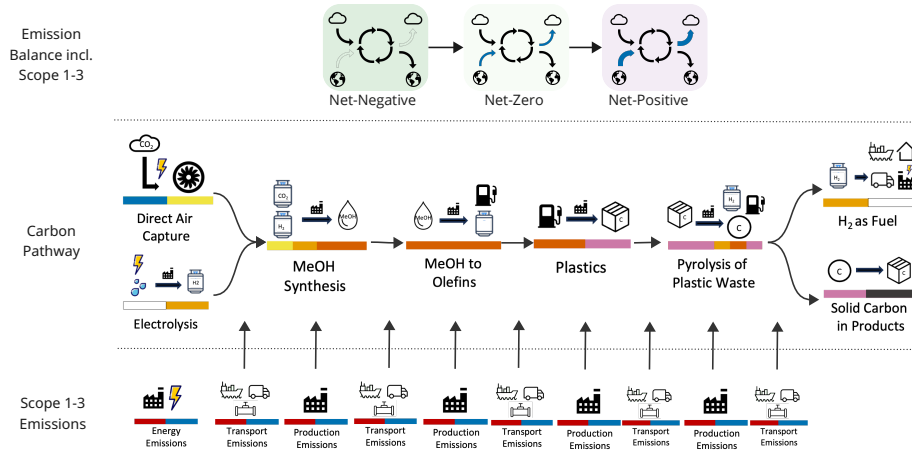 Emission
Balance incl.
Scope 1-3
Net-Negative
Net-Zero
Net-Positive
Carbon
Pathway
CO2
Direct Air
Capture
H2
Electrolysis
CO2
H2
MeOH
MeOH
Synthesis
MeOH
MeOH to
Olefins
C
Plastics
C
H2
C
Pyrolysis of
Plastic Waste
H2
H2 as Fuel
C
C
Solid Carbon
in Products
Scope 1-3
Emissions
Energy
Emissions
Transport
Emissions
Production
Emissions
Transport
Emissions
Production
Emissions
Transport
Emissions
Production
Emissions
Transport
Emissions
Production
Emissions
Transport
Emissions